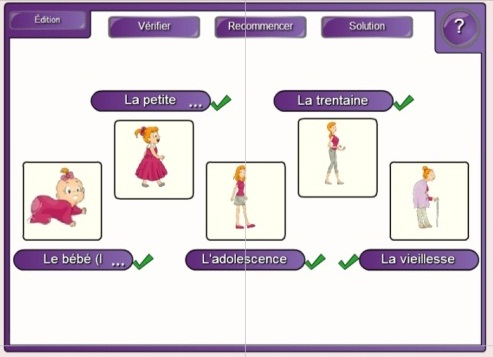 Édition
Vérifier
Recommencer
Solution
?
La petite ...
La trentaine
Le bébé (l ...
L'adolescence
La vieillesse